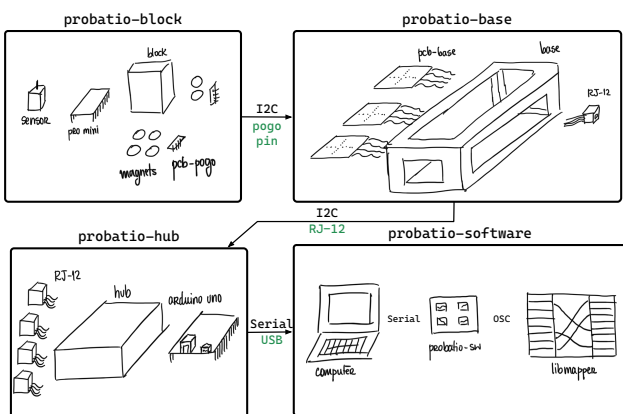 probatio-block
block
sensor
pro mini
magnets
pcb-pogo
I2C
pogo
pin
probatio-base
pcb-base
base
RJ-12
I2C
RJ-12
probatio-hub
RJ-12
hub
arduino uno
Serial
USB
probatio-software
computer
Serial
probatio-sw
OSC
libmapper